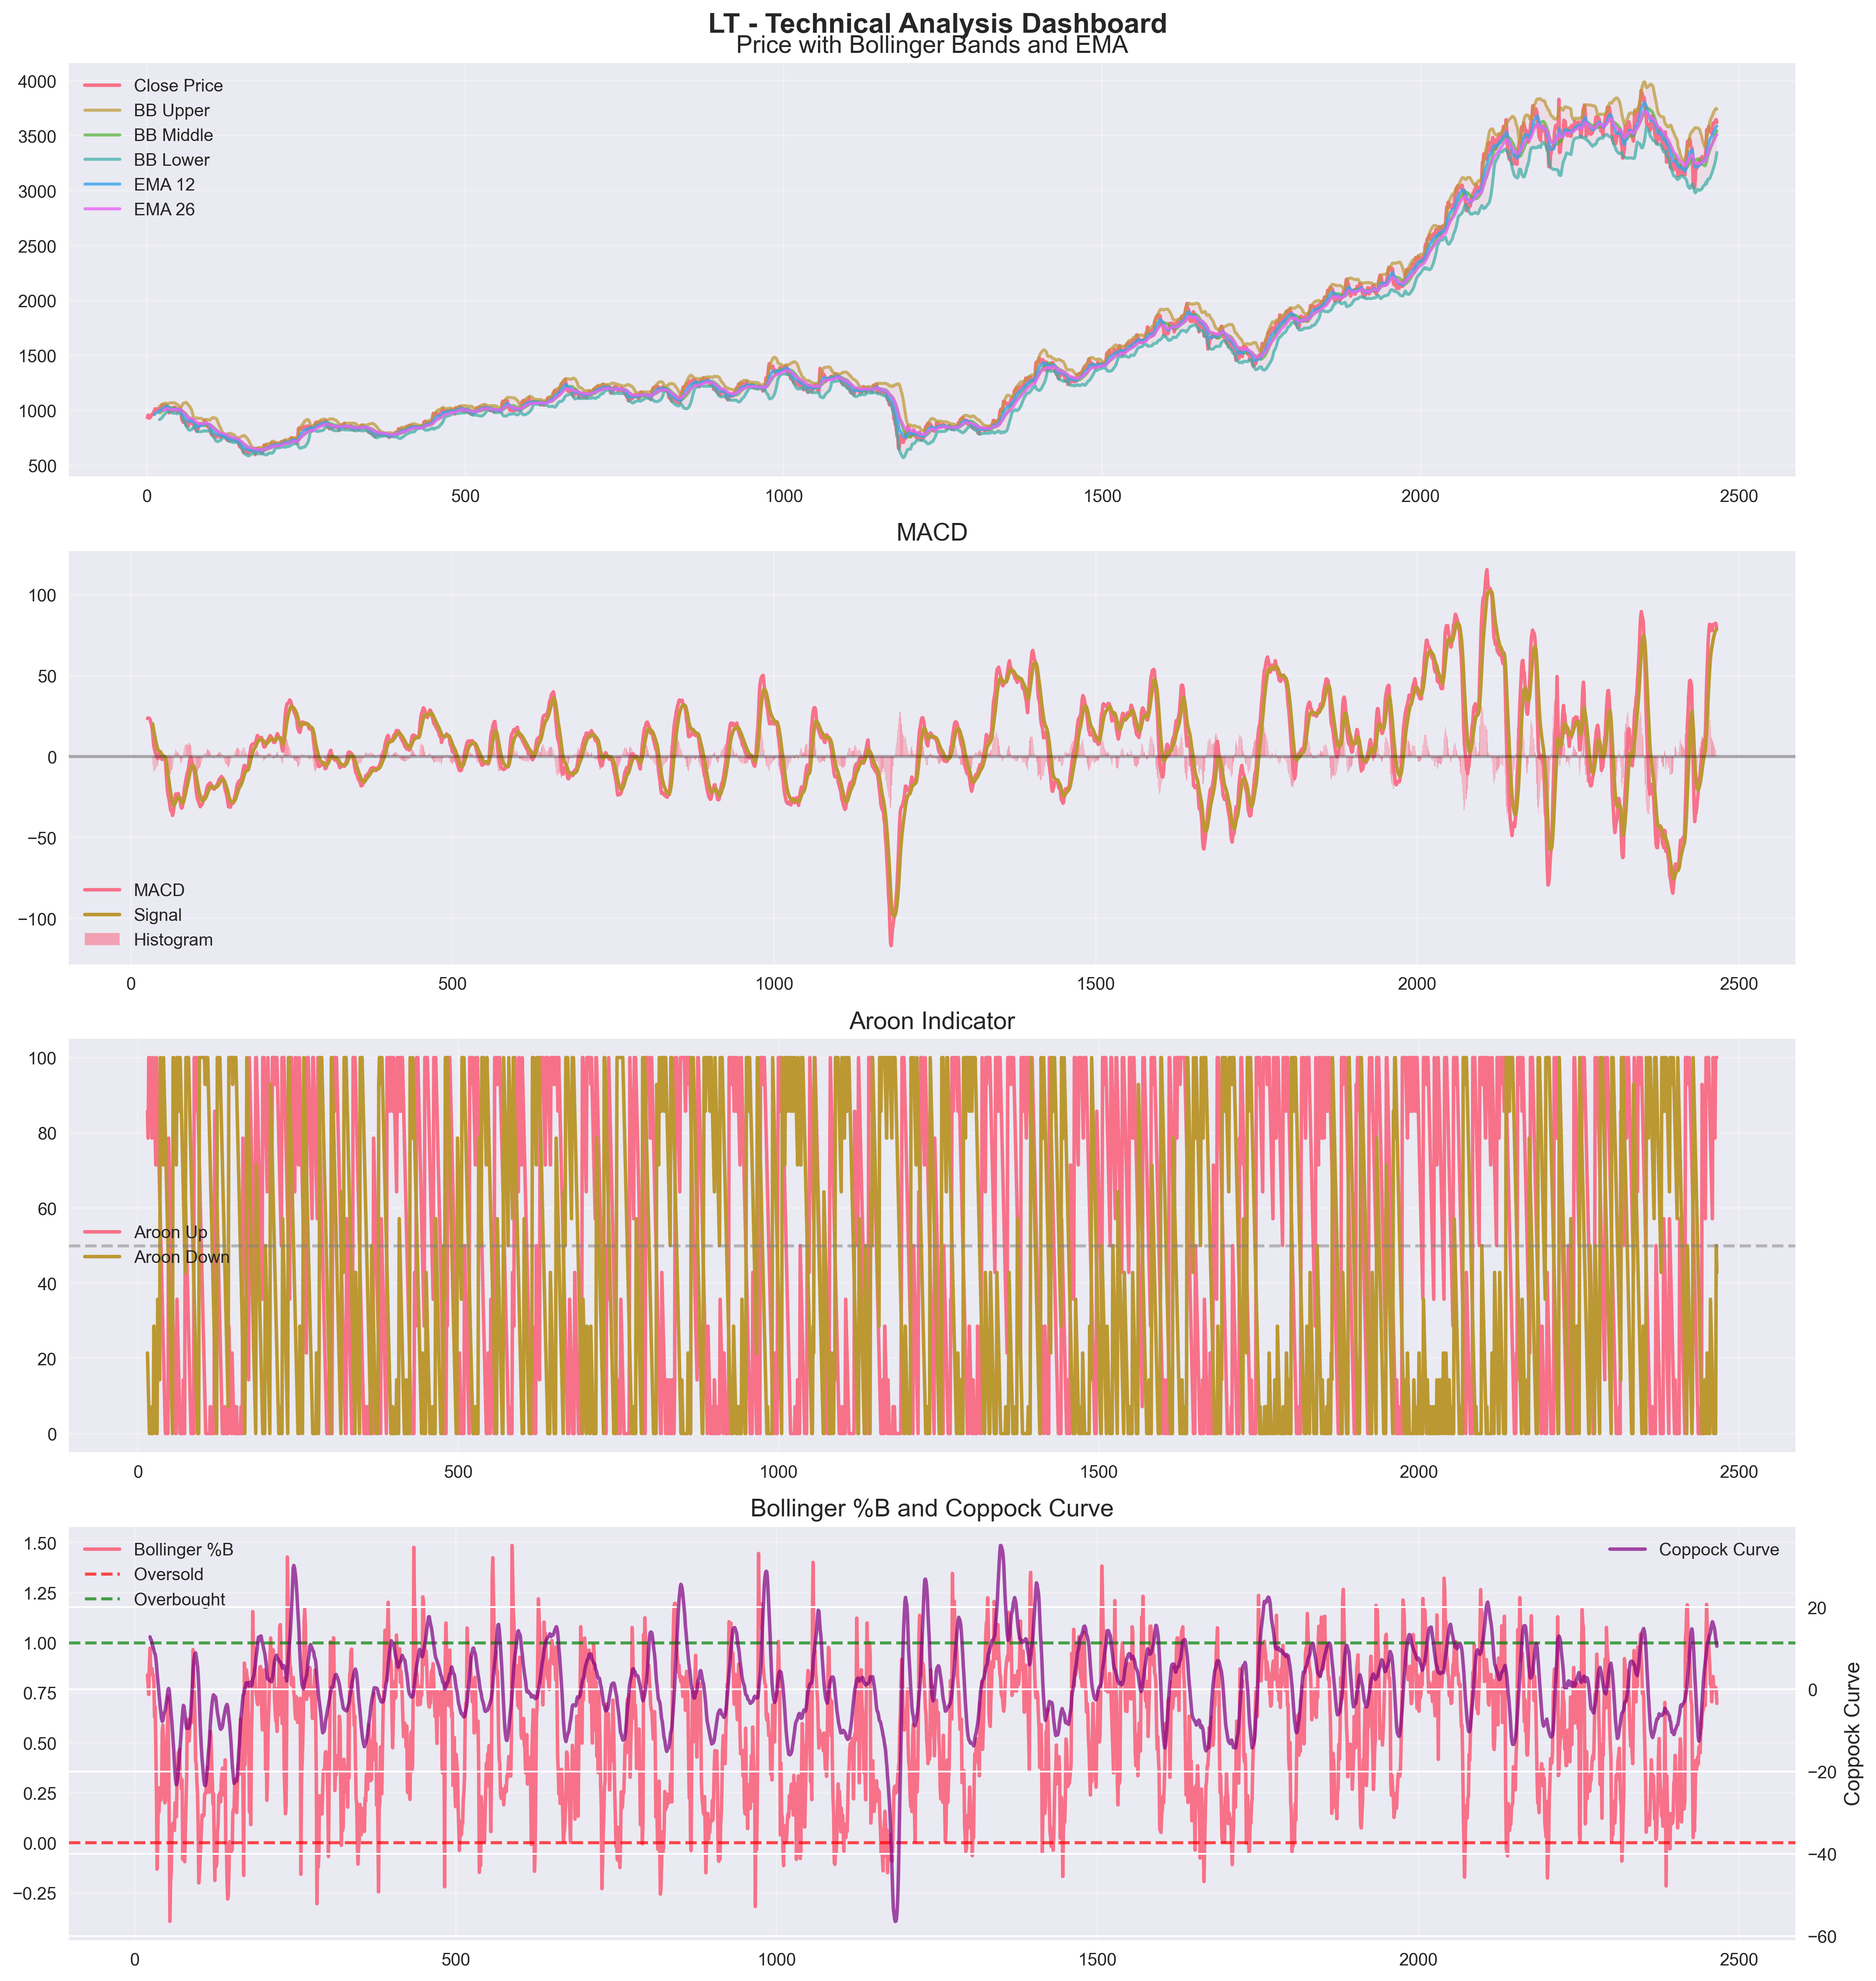 LT - Technical Analysis Dashboard
Price with Bollinger Bands and EMA
Close Price
BB Upper
BB Middle
BB Lower
EMA 12
EMA 26
4000
3500
3000
2500
2000
1500
1000
500
0 500 1000 1500 2000 2500
MACD
100
50
0
−50
−100
MACD
Signal
Histogram
0 500 1000 1500 2000 2500
Aroon Indicator
100
80
60
40
20
0
Aroon Up
Aroon Down
0 500 1000 1500 2000 2500
Bollinger %B and Coppock Curve
Bollinger %B
Oversold
Overbought
Coppock Curve
1.50
1.25
1.00
0.75
0.50
0.25
0.00
−0.25
20
0
−20
−40
−60
Coppock Curve
0 500 1000 1500 2000 2500